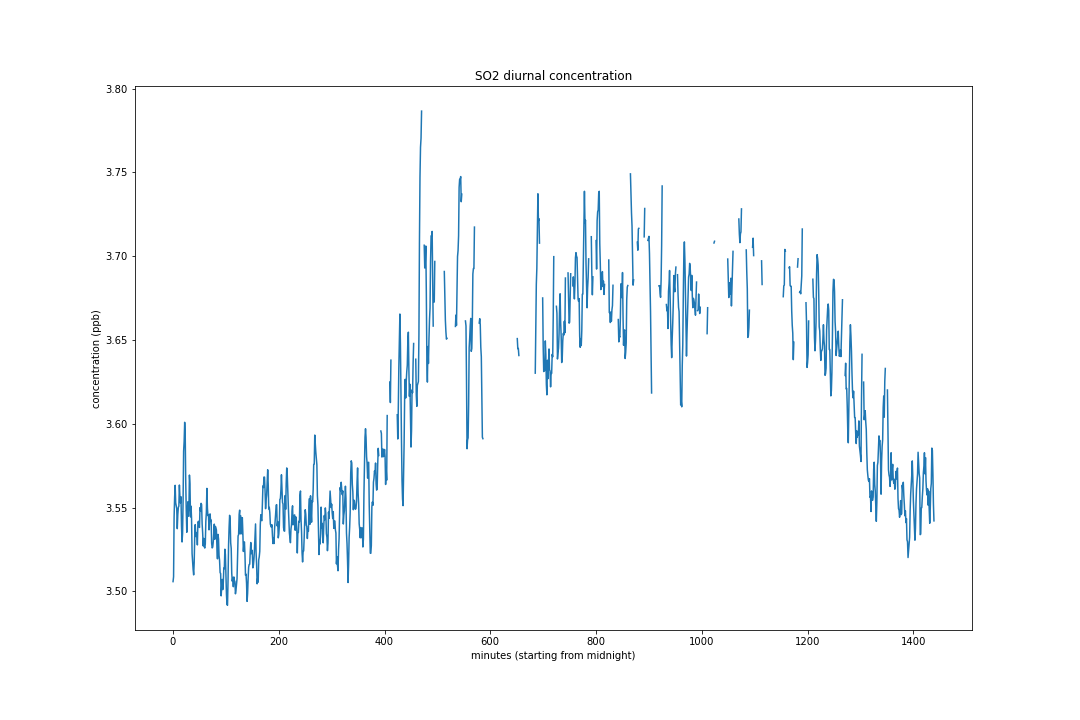 SO2 diurnal concentration
3.80
3.75
3.70
3.65
3.60
3.55
3.50
concentration (ppb)
0 200 400 600 800 1000 1200 1400
minutes (starting from midnight)